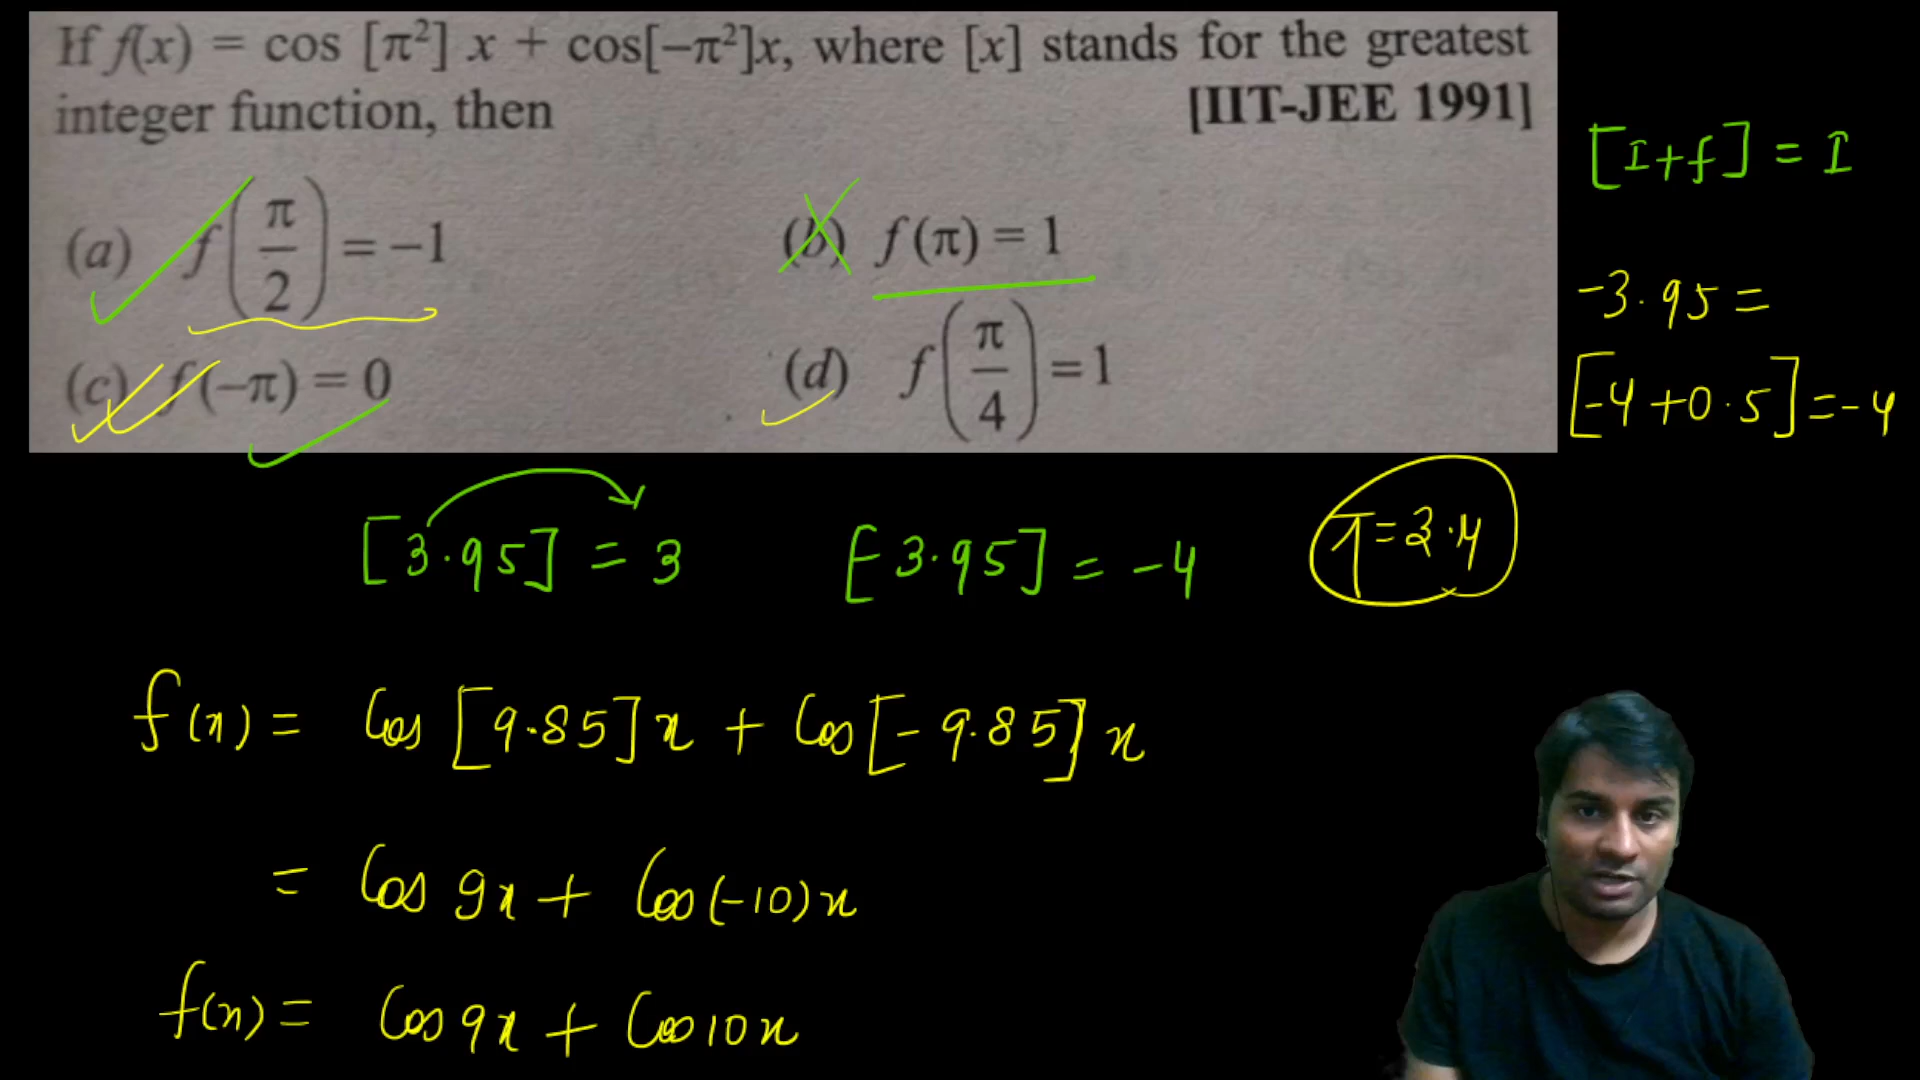 If f(x) = cos [π²] x + cos[−π²]x, where [x] stands for the greatest
integer function, then [IIT-JEE 1991]
(a) f(π/2) = −1 (b) f(π) = 1
(c) f(−π) = 0 (d) f(π/4) = 1
[I+f] = I
-3.95 =
[-4+0.5] = -4
[3.95] = 3 [-3.95] = -4
f(x) = Cos [9.85] x + Cos [-9.85] x
= Cos 9x + Cos (-10) x
f(x) = Cos 9x + Cos 10x